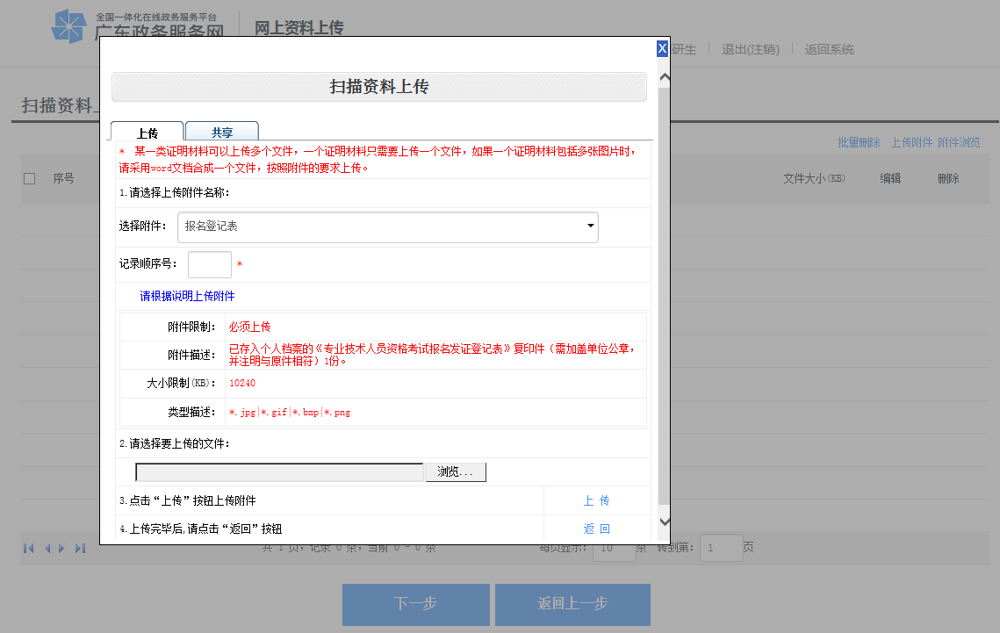 全国一体化在线政务服务平台
广东政务服务网
网上资料上传
研生
退出(注销)
返回系统
X
扫描资料上传
扫描资料
上传
共享
批量删除 上传附件 附件浏览
* 某一类证明材料可以上传多个文件，一个证明材料只需要上传一个文件，如果一个证明材料包括多张图片时，
请采用word文档合成一个文件，按照附件的要求上传。
序号
文件大小(KB)
编辑
删除
1.请选择上传附件名称:
选择附件:
报名登记表
记录顺序号:
*
请根据说明上传附件
附件限制:
必须上传
附件描述:
已存入个人档案的《专业技术人员资格考试报名发证登记表》复印件（需加盖单位公章，
并注明与原件相符）1份。
大小限制(KB):
10240
类型描述:
*.jpg|*.gif|*.bmp|*.png
2.请选择要上传的文件:
浏览...
3.点击“上传”按钮上传附件
上 传
4.上传完毕后,请点击“返回”按钮
返 回
共 1 页，记录 0 条，当前 0 - 0 条
每页显示: 10 条 转到第: 1 页
下一步
返回上一步